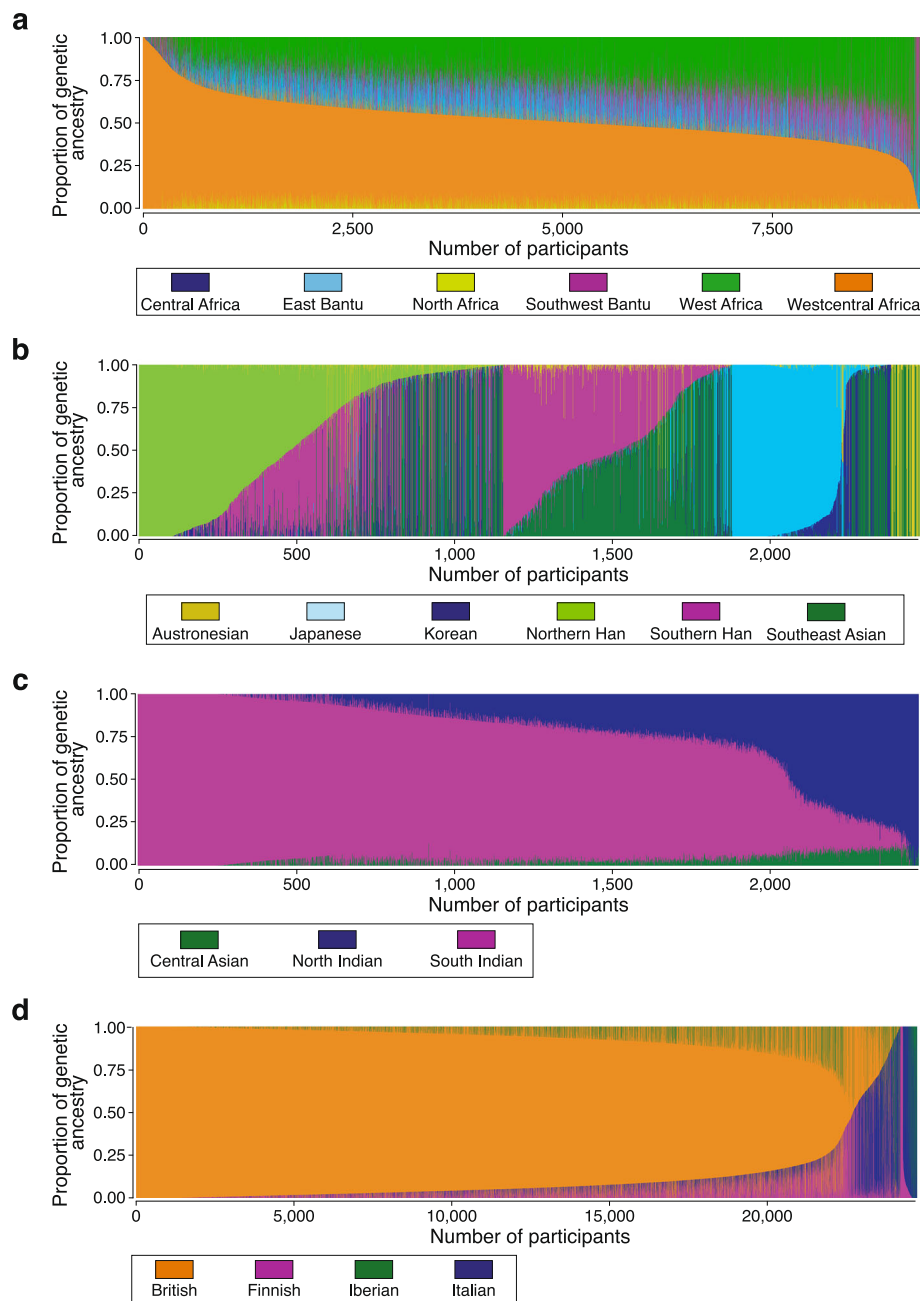 a
Proportion of genetic
ancestry
1.00
0.75
0.50
0.25
0.00
0 2,500 5,000 7,500
Number of participants
Central Africa East Bantu North Africa Southwest Bantu West Africa Westcentral Africa
b
Proportion of genetic
ancestry
1.00
0.75
0.50
0.25
0.00
0 500 1,000 1,500 2,000
Number of participants
Austronesian Japanese Korean Northern Han Southern Han Southeast Asian
c
Proportion of genetic
ancestry
1.00
0.75
0.50
0.25
0.00
0 500 1,000 1,500 2,000
Number of participants
Central Asian North Indian South Indian
d
Proportion of genetic
ancestry
1.00
0.75
0.50
0.25
0.00
0 5,000 10,000 15,000 20,000
Number of participants
British Finnish Iberian Italian